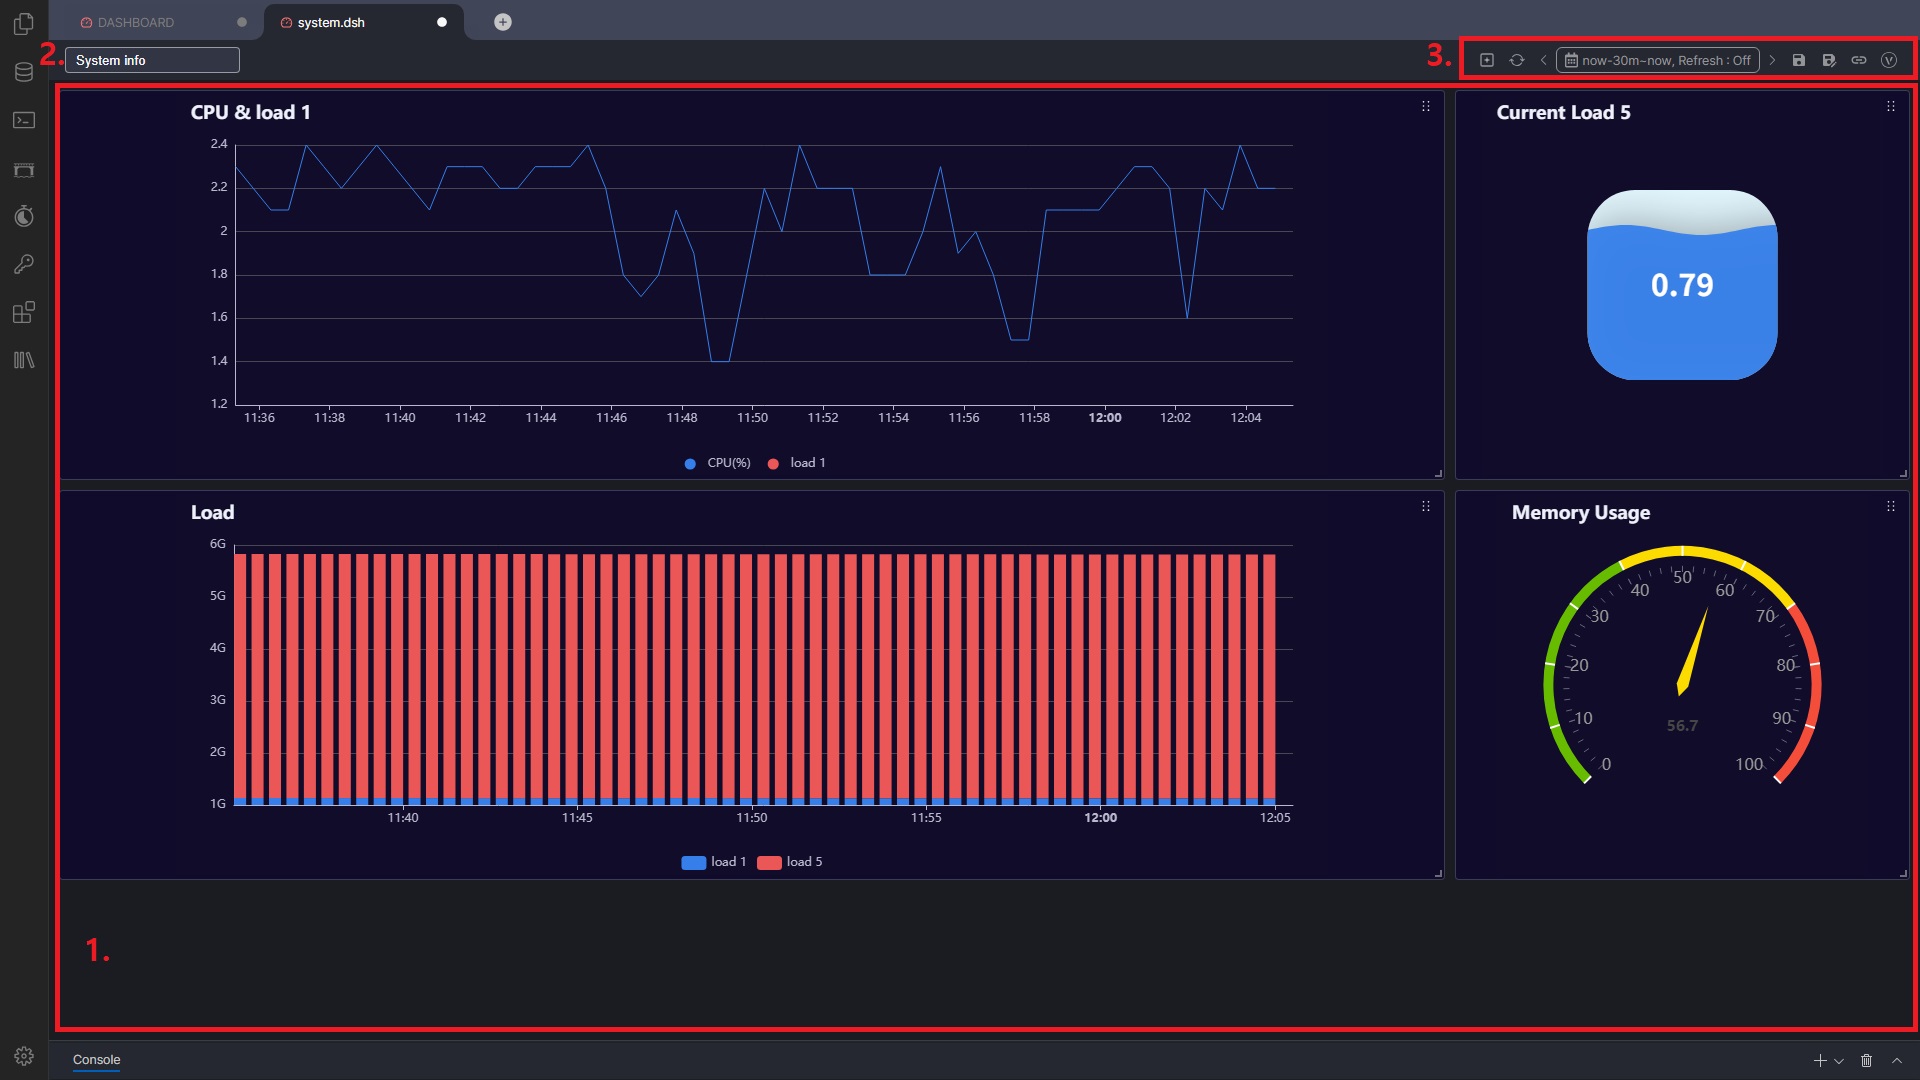 DASHBOARD
system.dsh
2.
System info
3.
now-30m~now, Refresh : Off
CPU & load 1
2.4
2.2
2
1.8
1.6
1.4
1.2
11:36 11:38 11:40 11:42 11:44 11:46 11:48 11:50 11:52 11:54 11:56 11:58 12:00 12:02 12:04
CPU(%) load 1
Current Load 5
0.79
Load
6G
5G
4G
3G
2G
1G
11:40 11:45 11:50 11:55 12:00 12:05
load 1 load 5
Memory Usage
0
10
20
30
40
50
60
70
80
90
100
56.7
1.
Console